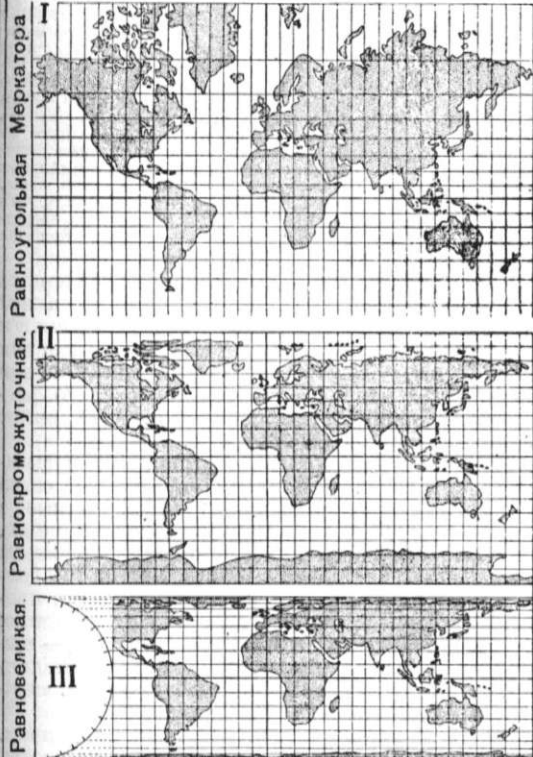 I
Равноугольная Меркатора
II
Равнопромежуточная.
III
Равновеликая.